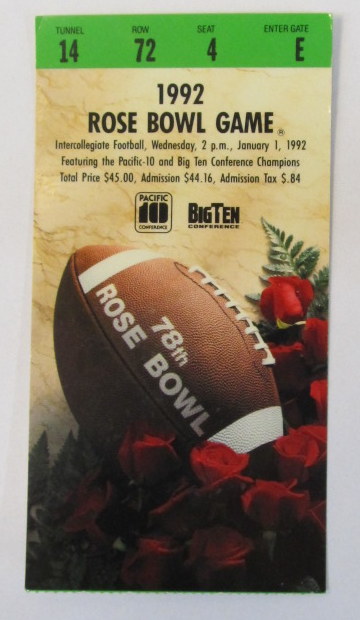 TUNNEL ROW SEAT ENTER GATE
14 72 4 E
1992
ROSE BOWL GAME®
Intercollegiate Football, Wednesday, 2 p.m., January 1, 1992
Featuring the Pacific-10 and Big Ten Conference Champions
Total Price $45.00, Admission $44.16, Admission Tax $.84
PACIFIC
10
CONFERENCE
BIG TEN
CONFERENCE
78th
ROSE BOWL